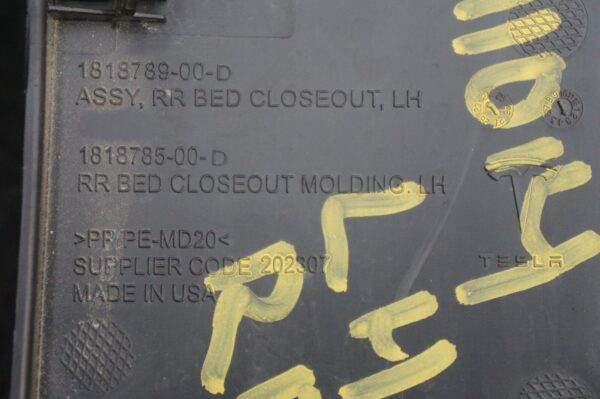 1818789-00-D
ASSY, RR BED CLOSEOUT, LH
1818785-00-D
RR BED CLOSEOUT MOLDING, LH
>PP/PE-MD20<
SUPPLIER CODE 202307
MADE IN USA
TESLA